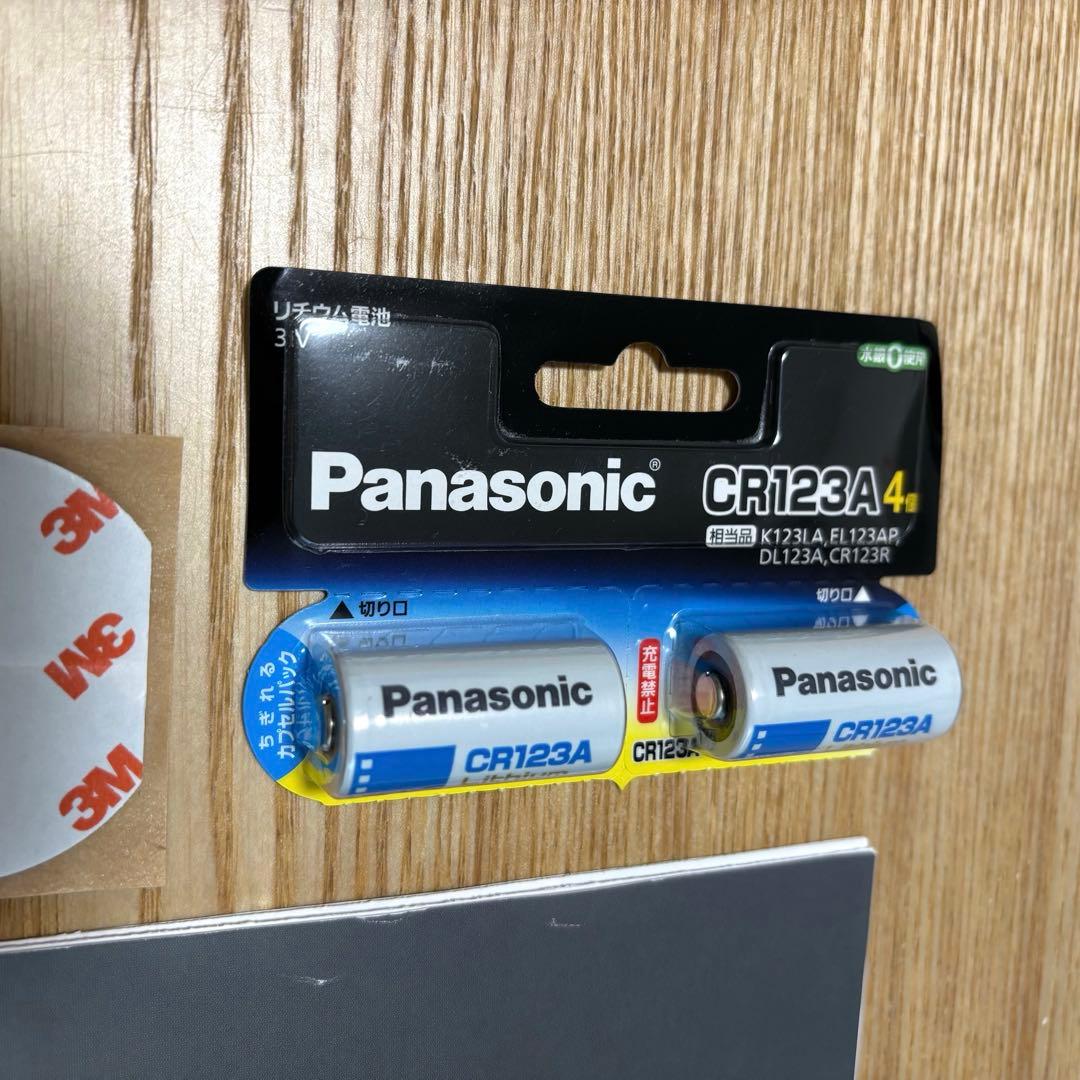 リチウム電池
3V
水銀0使用
Panasonic®
CR123A 4個
相当品 K123LA, EL123AP,
DL123A, CR123R
▲切り口
切り口▲
ちぎれる
カプセルパック
充電禁止
Panasonic
CR123A
Lithium
CR123A
Panasonic
CR123A
3M
3M
3M